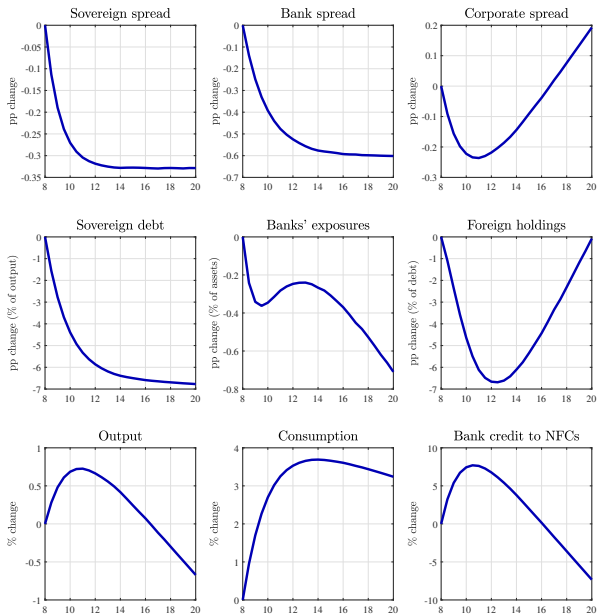 Sovereign spread
pp change
0
-0.05
-0.1
-0.15
-0.2
-0.25
-0.3
-0.35
8 10 12 14 16 18 20
Bank spread
pp change
0
-0.1
-0.2
-0.3
-0.4
-0.5
-0.6
-0.7
8 10 12 14 16 18 20
Corporate spread
pp change
0.2
0.1
0
-0.1
-0.2
-0.3
8 10 12 14 16 18 20
Sovereign debt
pp change (% of output)
0
-1
-2
-3
-4
-5
-6
-7
8 10 12 14 16 18 20
Banks' exposures
pp change (% of assets)
0
-0.2
-0.4
-0.6
-0.8
8 10 12 14 16 18 20
Foreign holdings
pp change (% of debt)
0
-1
-2
-3
-4
-5
-6
-7
8 10 12 14 16 18 20
Output
% change
1
0.5
0
-0.5
-1
8 10 12 14 16 18 20
Consumption
% change
4
3
2
1
0
8 10 12 14 16 18 20
Bank credit to NFCs
% change
10
5
0
-5
-10
8 10 12 14 16 18 20